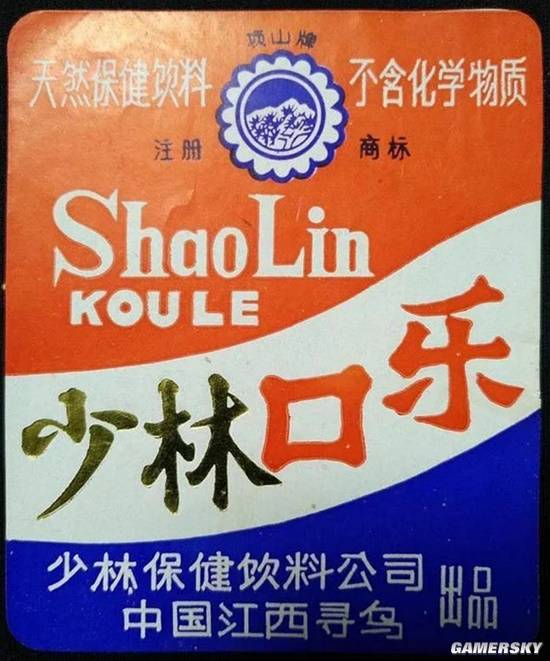 项山牌
天然保健饮料 不含化学物质
注册 商标
ShaoLin
KOULE
少林口乐
少林保健饮料公司
中国江西寻乌
出品
GAMERSKY